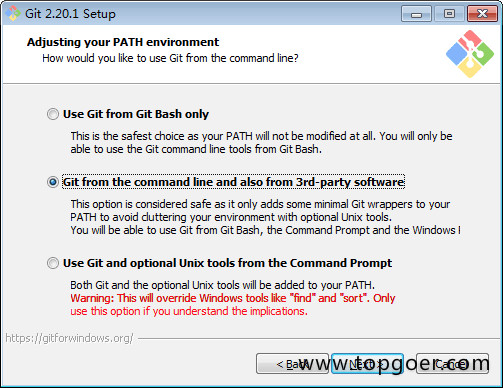 Git 2.20.1 Setup
Adjusting your PATH environment
How would you like to use Git from the command line?
Use Git from Git Bash only
This is the safest choice as your PATH will not be modified at all. You will only be
able to use the Git command line tools from Git Bash.
Git from the command line and also from 3rd-party software
This option is considered safe as it only adds some minimal Git wrappers to your
PATH to avoid cluttering your environment with optional Unix tools.
You will be able to use Git from Git Bash, the Command Prompt and the Windows
Use Git and optional Unix tools from the Command Prompt
Both Git and the optional Unix tools will be added to your PATH.
Warning: This will override Windows tools like "find" and "sort". Only
use this option if you understand the implications.
https://gitforwindows.org/
< Back Next > Cancel
www.topgoer.com